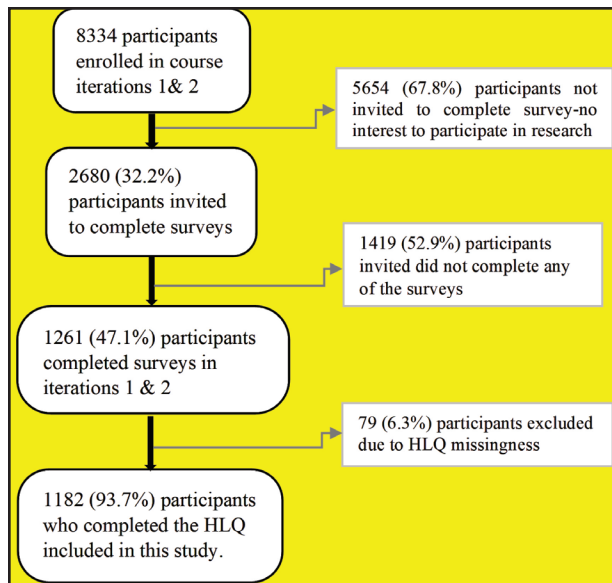 8334 participants
enrolled in course
iterations 1& 2
5654 (67.8%) participants not
invited to complete survey-no
interest to participate in research
2680 (32.2%)
participants invited
to complete surveys
1419 (52.9%) participants
invited did not complete any
of the surveys
1261 (47.1%) participants
completed surveys in
iterations 1 & 2
79 (6.3%) participants excluded
due to HLQ missingness
1182 (93.7%) participants
who completed the HLQ
included in this study.